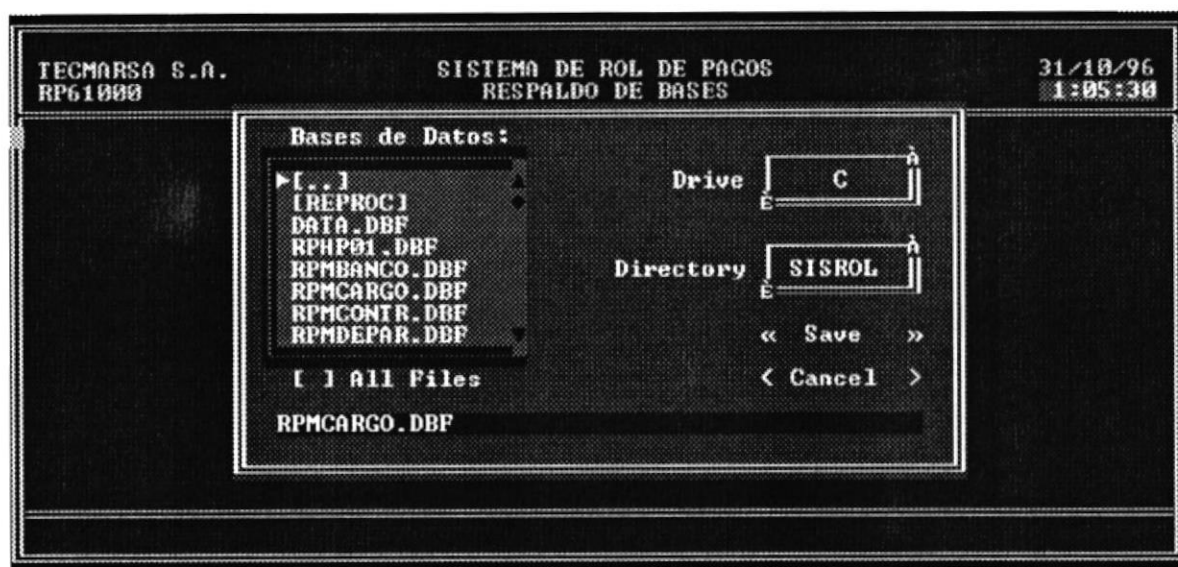 TECMARSA S.A. SISTEMA DE ROL DE PAGOS 31/10/96
RP61000 RESPALDO DE BASES 1:05:30
Bases de Datos:
[..]
[REPROC]
DATA.DBF
RPHP01.DBF
RPMBANCO.DBF
RPMCARGO.DBF
RPMCONTR.DBF
RPMDEPAR.DBF
[ ] All Files
RPMCARGO.DBF
Drive C
Directory SISROL
« Save »
< Cancel >